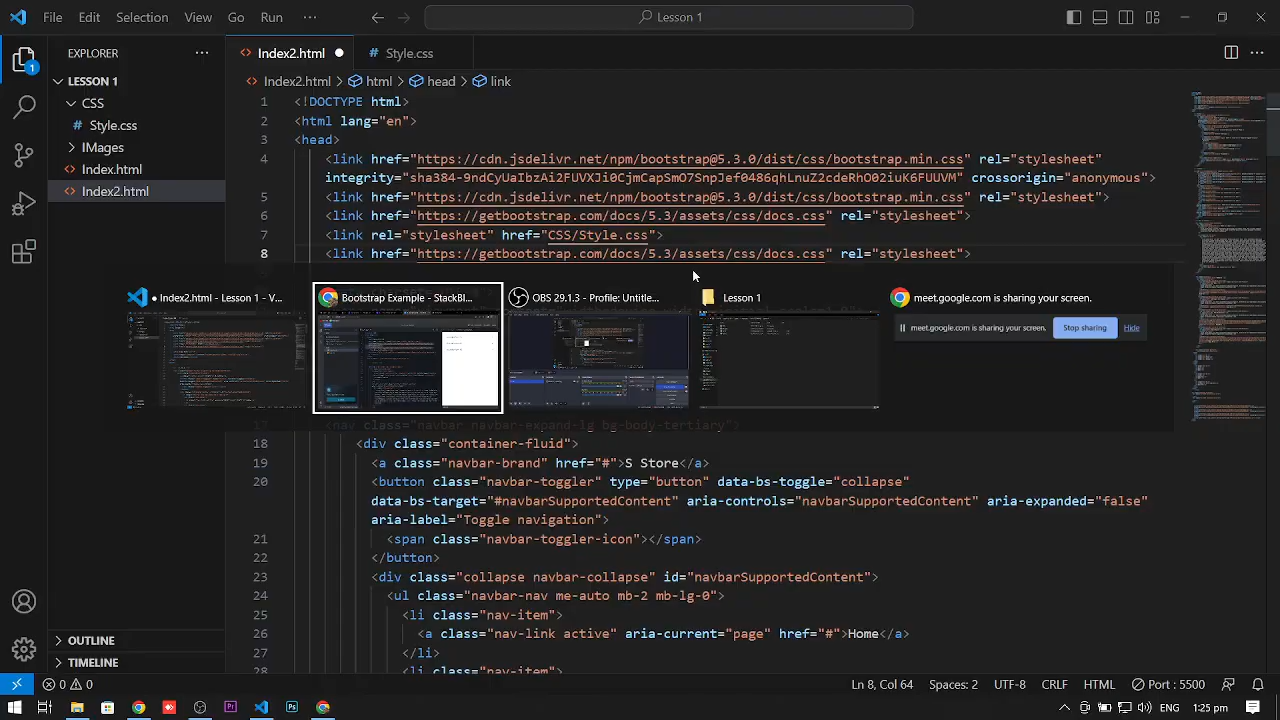 File Edit Selection View Go Run ··· Lesson 1
EXPLORER
Index2.html
Style.css
LESSON 1
Index2.html > html > head > link
CSS
Style.css
IMages
Index.html
Index2.html
1 <!DOCTYPE html>
2 <html lang="en">
3 <head>
4 <link href="https://cdn.jsdelivr.net/npm/bootstrap@5.3.0/dist/css/bootstrap.min.css" rel="stylesheet"
crossorigin="anonymous">
5 <link href="https://cdn.jsdelivr.net/npm/bootstrap@5.3.0/dist/css/bootstrap.min.css" rel="stylesheet">
6 <link href="https://getbootstrap.com/docs/5.3/assets/css/docs.css" rel="stylesheet">
7 <link rel="stylesheet" href="CSS/Style.css">
8 <link href="https://getbootstrap.com/docs/5.3/assets/css/docs.css" rel="stylesheet">
Index2.html - Lesson 1 - V...
Bootstrap Example - Googl...
Lesson 1
meet.google.com is sharing your screen.
meet.google.com is sharing your screen.
Stop sharing
Hide
18 <div class="container-fluid">
19 <a class="navbar-brand" href="#">S Store</a>
20 <button class="navbar-toggler" type="button" data-bs-toggle="collapse"
data-bs-target="#navbarSupportedContent" aria-controls="navbarSupportedContent" aria-expanded="false"
aria-label="Toggle navigation">
21 <span class="navbar-toggler-icon"></span>
22 </button>
23 <div class="collapse navbar-collapse" id="navbarSupportedContent">
24 <ul class="navbar-nav me-auto mb-2 mb-lg-0">
25 <li class="nav-item">
26 <a class="nav-link active" aria-current="page" href="#">Home</a>
27 </li>
28 <li class="nav-item">
OUTLINE
TIMELINE
0 0
Ln 8, Col 64 Spaces: 2 UTF-8 CRLF HTML Port : 5500
ENG 1:25 pm